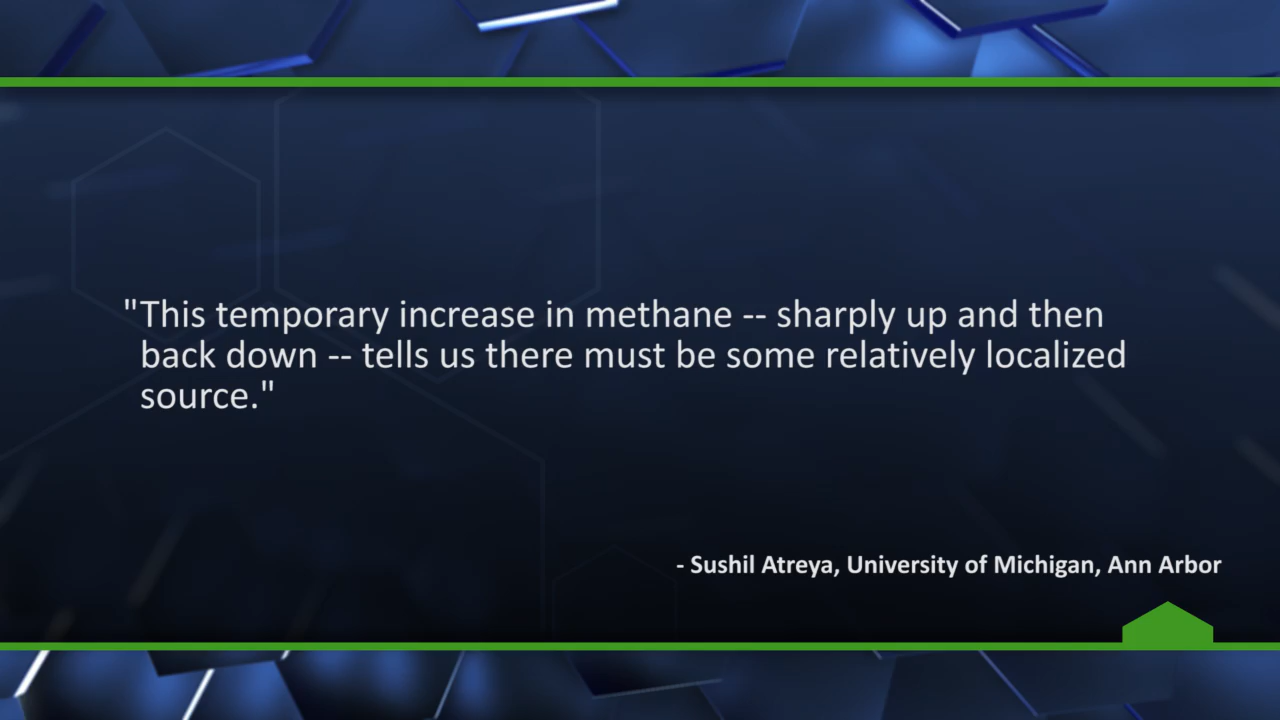 "This temporary increase in methane -- sharply up and then
back down -- tells us there must be some relatively localized
source."
- Sushil Atreya, University of Michigan, Ann Arbor